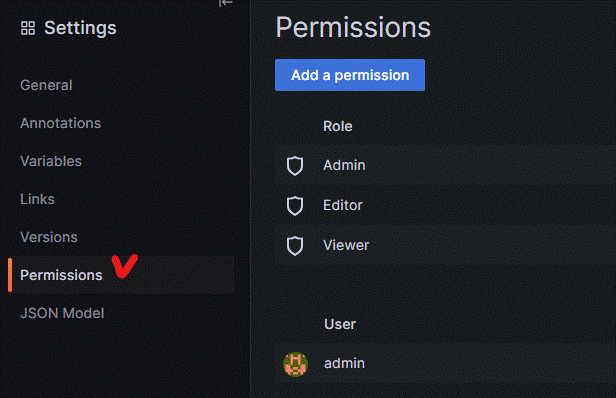 Settings
General
Annotations
Variables
Links
Versions
Permissions
JSON Model
Permissions
Add a permission
Role
Admin
Editor
Viewer
User
admin